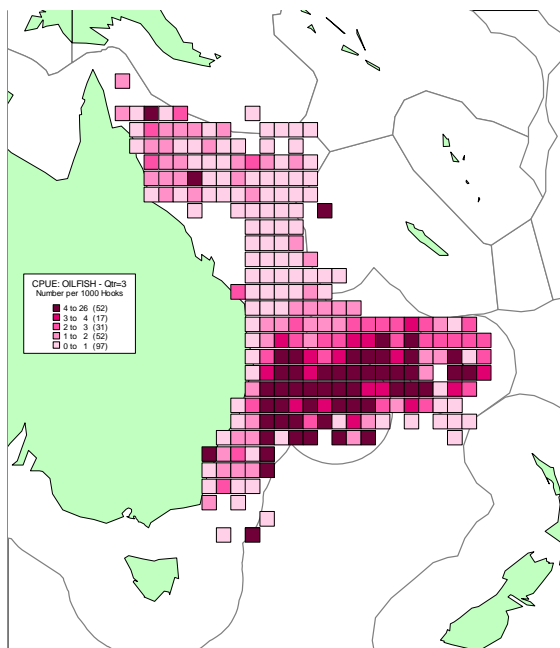 CPUE: OILFISH - Qtr=3
Number per 1000 Hooks
4 to 26 (52)
3 to 4 (17)
2 to 3 (31)
1 to 2 (52)
0 to 1 (97)